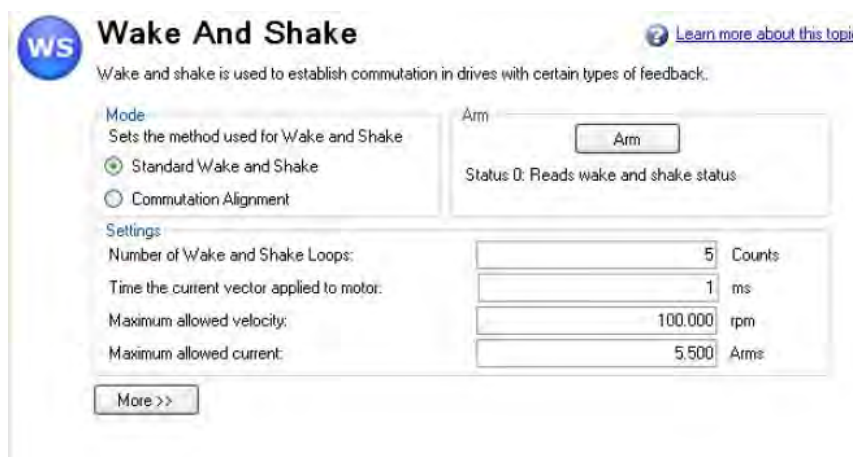 WS
Wake And Shake
Learn more about this topi
Wake and shake is used to establish commutation in drives with certain types of feedback.
Mode
Sets the method used for Wake and Shake
Standard Wake and Shake
Commutation Alignment
Arm
Arm
Status 0: Reads wake and shake status
Settings
Number of Wake and Shake Loops: 5 Counts
Time the current vector applied to motor: 1 ms
Maximum allowed velocity: 100.000 rpm
Maximum allowed current: 5.500 Arms
More >>